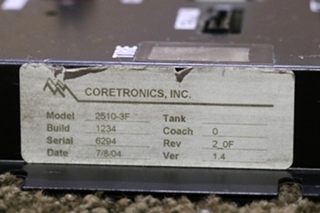 CORETRONICS, INC.
Model 2510-3F Tank
Build 1234 Coach 0
Serial 6294 Rev 2_0F
Date 7/8/04 Ver 1.4